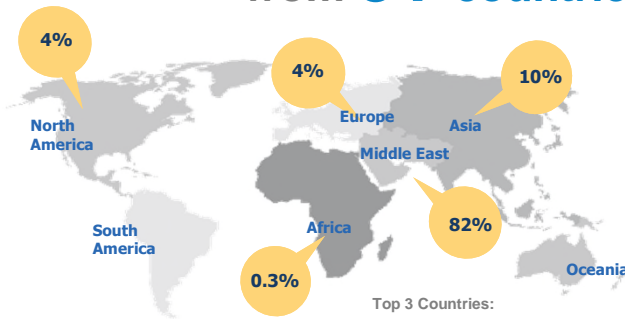 4%
4%
10%
North
America
Europe
Asia
Middle East
South
America
Africa
82%
0.3%
Oceania
Top 3 Countries: